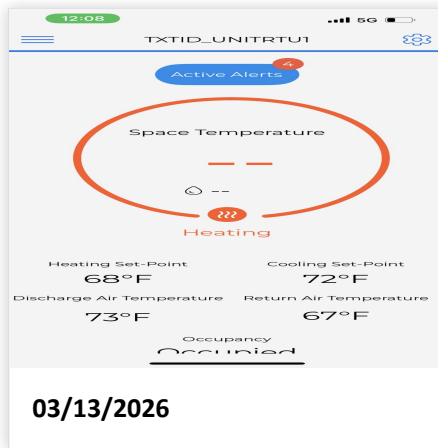 12:08 5G
TXTID_UNITRTU1
4
Active Alerts
Space Temperature
-- --
--
Heating
Heating Set-Point Cooling Set-Point
68°F 72°F
Discharge Air Temperature Return Air Temperature
73°F 67°F
Occupancy
Occupied
03/13/2026